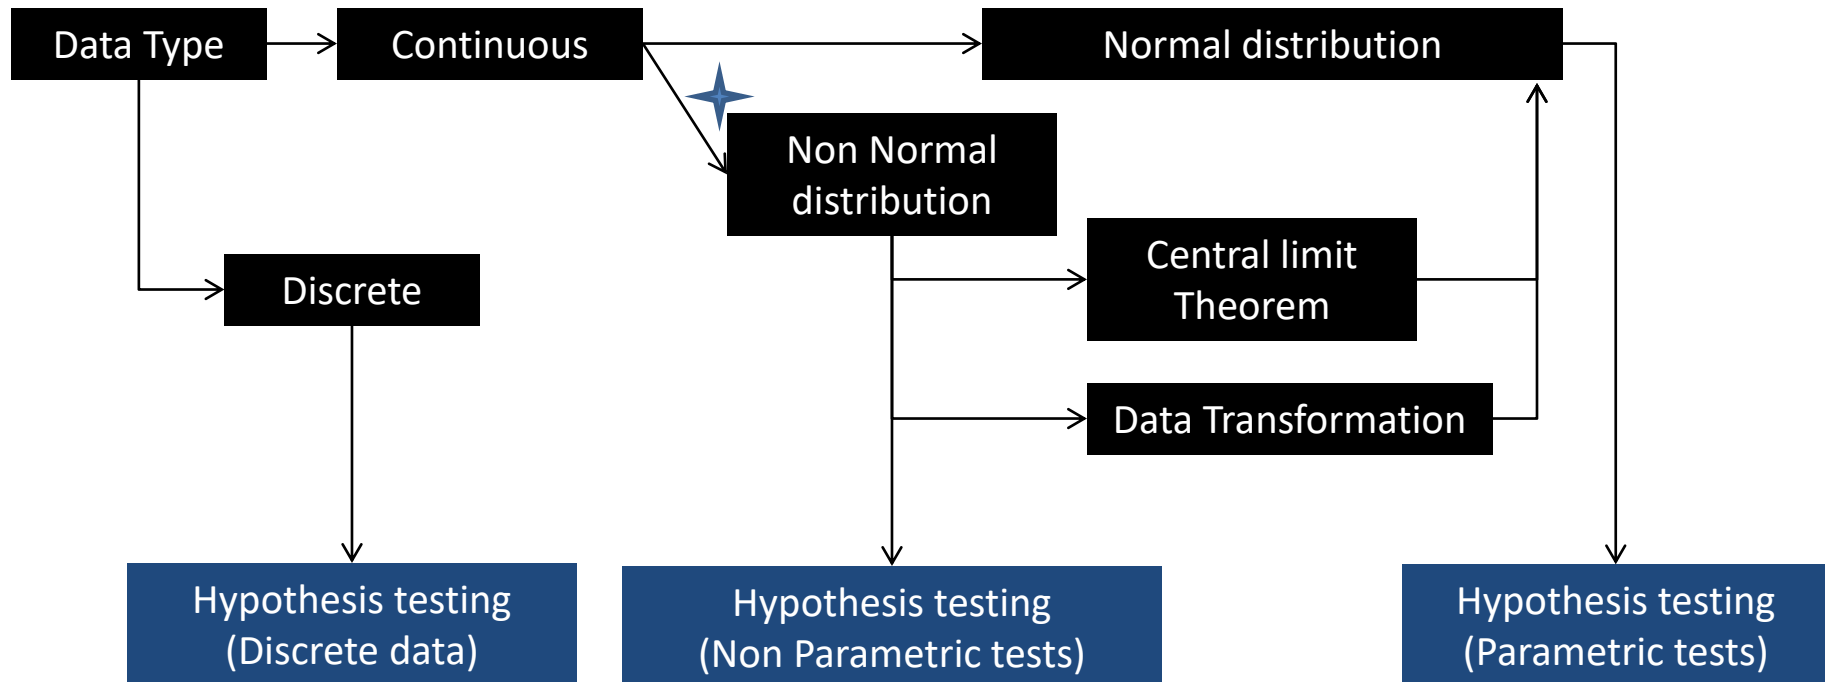 Data Type
Continuous
Normal distribution
Non Normal
distribution
Central limit
Theorem
Discrete
Data Transformation
Hypothesis testing
(Discrete data)
Hypothesis testing
(Non Parametric tests)
Hypothesis testing
(Parametric tests)